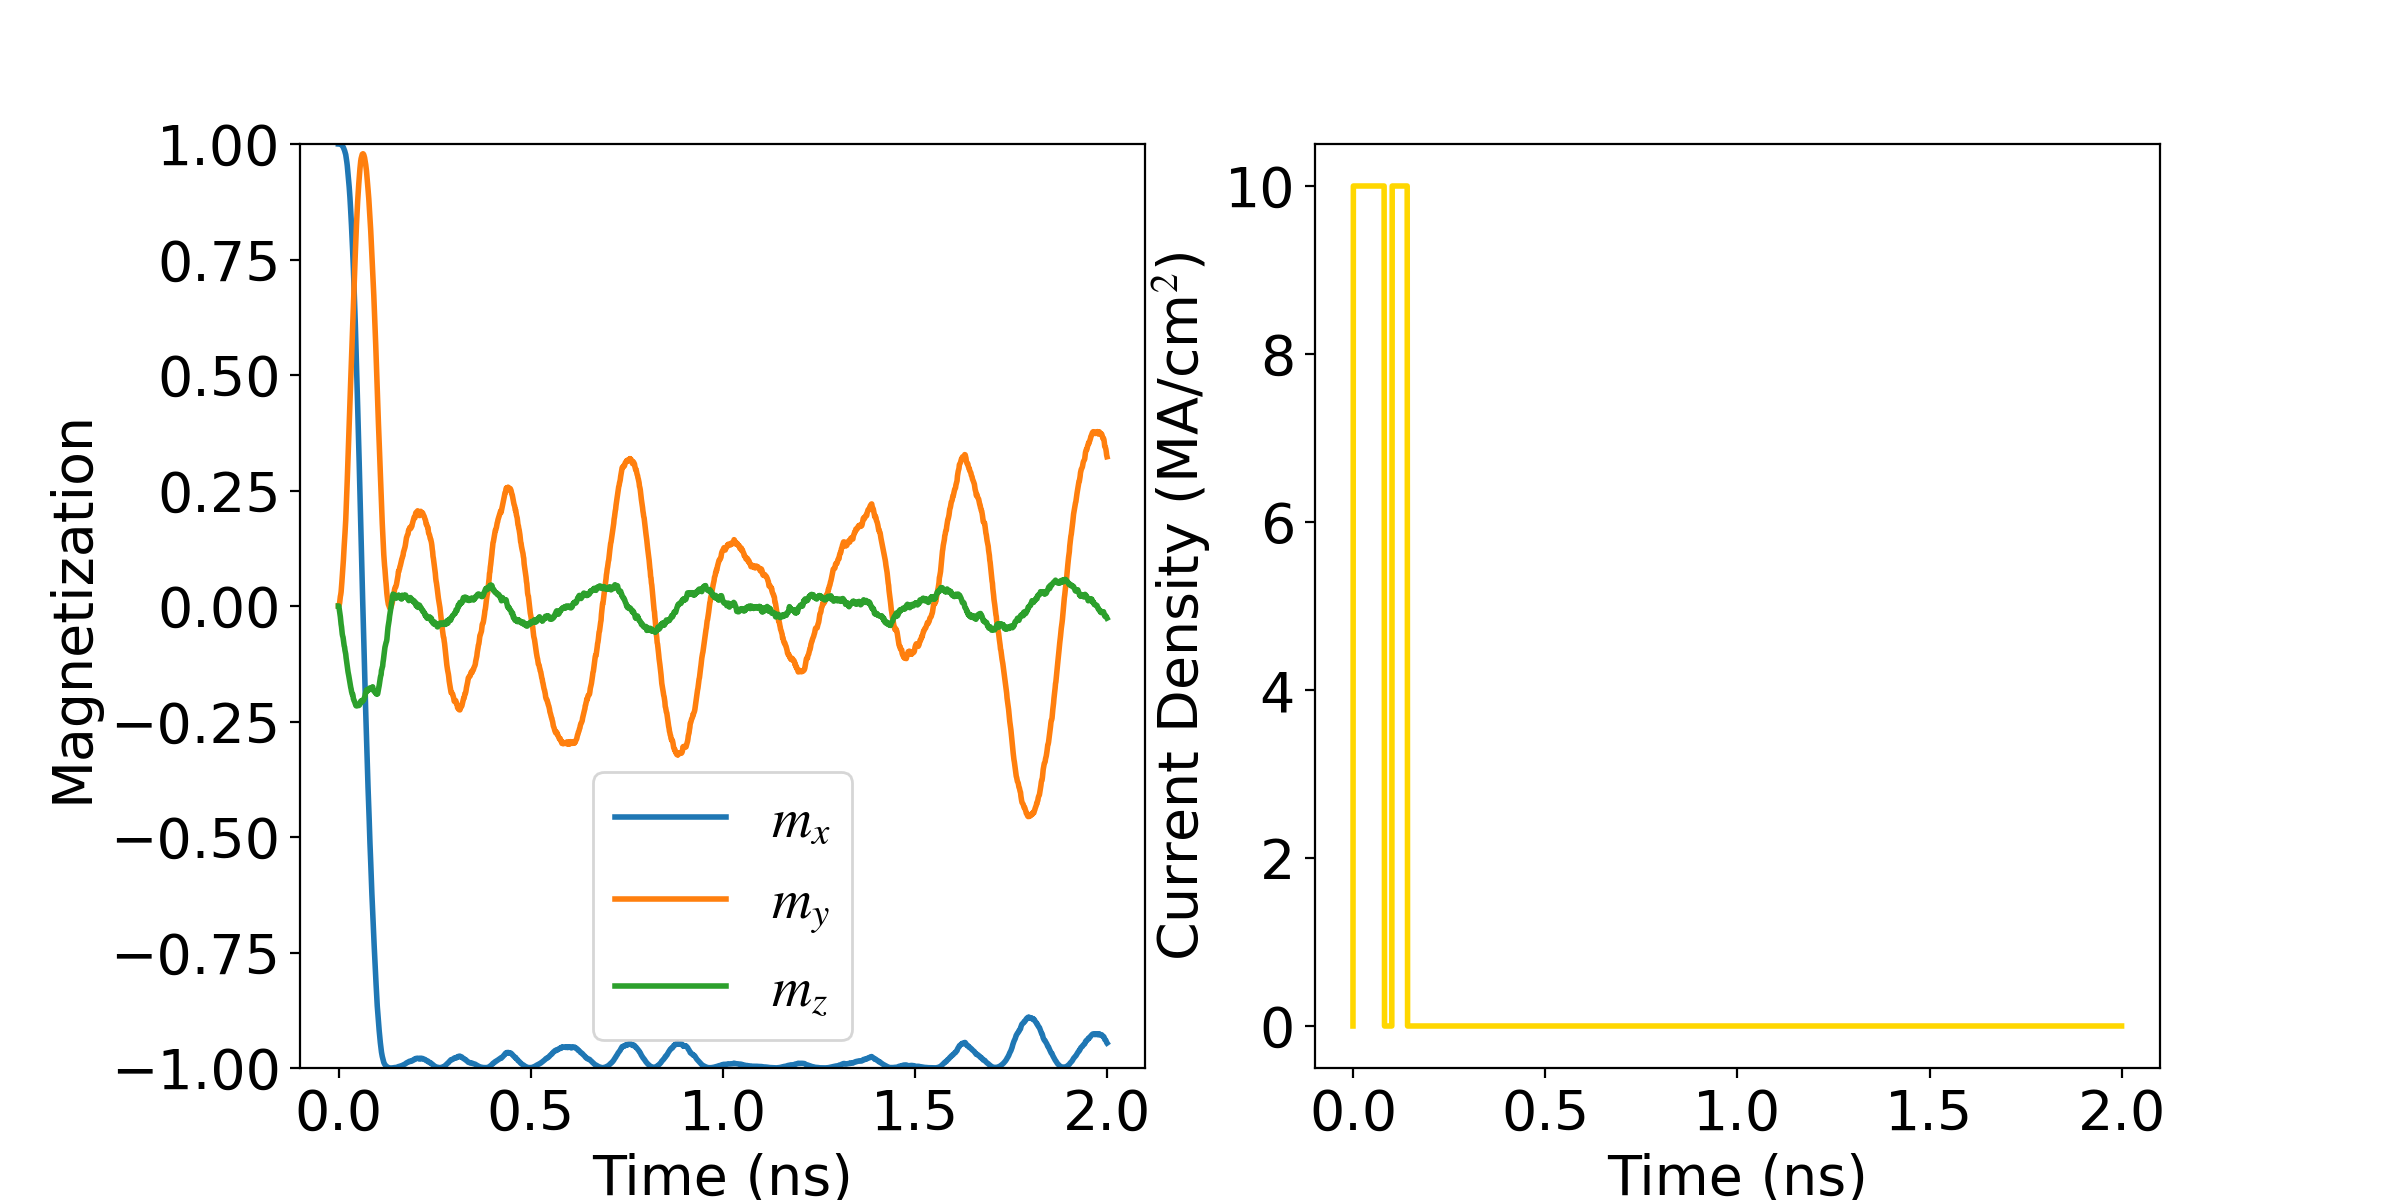 Magnetization
1.00
0.75
0.50
0.25
0.00
−0.25
−0.50
−0.75
−1.00
0.0 0.5 1.0 1.5 2.0
Time (ns)
m_x
m_y
m_z
Current Density (MA/cm²)
10
8
6
4
2
0
0.0 0.5 1.0 1.5 2.0
Time (ns)